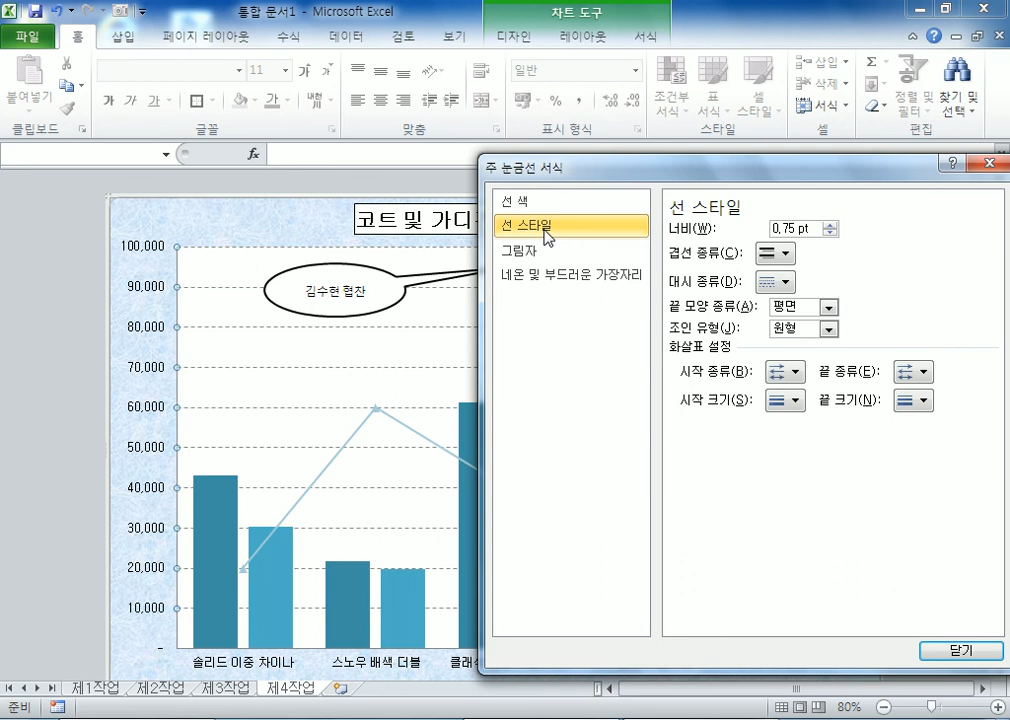 통합 문서1 - Microsoft Excel
차트 도구
파일 홈 삽입 페이지 레이아웃 수식 데이터 검토 보기 디자인 레이아웃 서식
붙여넣기
11
가 가 가
일반
삽입
삭제
서식
조건부 서식
표 서식
셀 스타일
정렬 및 필터
찾기 및 선택
클립보드 글꼴 맞춤 표시 형식 스타일 셀 편집
fx
주 눈금선 서식
선 색
선 스타일
그림자
네온 및 부드러운 가장자리
선 스타일
너비(W): 0.75 pt
겹선 종류(C):
대시 종류(D):
끝 모양 종류(A): 평면
조인 유형(J): 원형
화살표 설정
시작 종류(B): 끝 종류(E):
시작 크기(S): 끝 크기(N):
닫기
코트 및 가디
김수현 협찬
100,000
90,000
80,000
70,000
60,000
50,000
40,000
30,000
20,000
10,000
-
솔리드 이중 차이나 스노우 배색 더블 클래
제1작업 제2작업 제3작업 제4작업
준비 80%